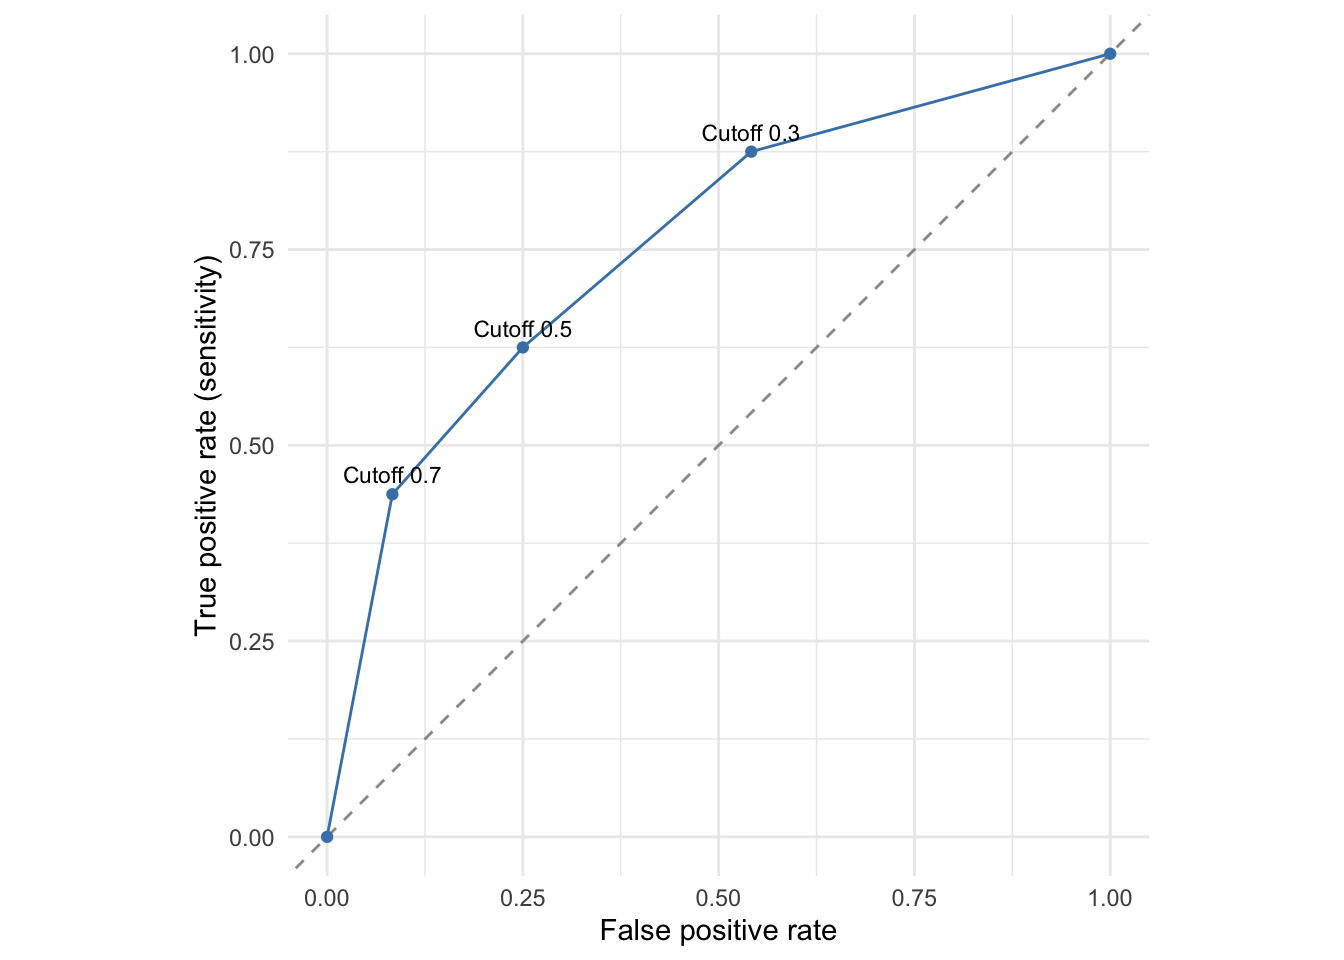 1.00
Cutoff 0.3
0.75
Cutoff 0.5
0.50
Cutoff 0.7
0.25
0.00
True positive rate (sensitivity)
0.00 0.25 0.50 0.75 1.00
False positive rate